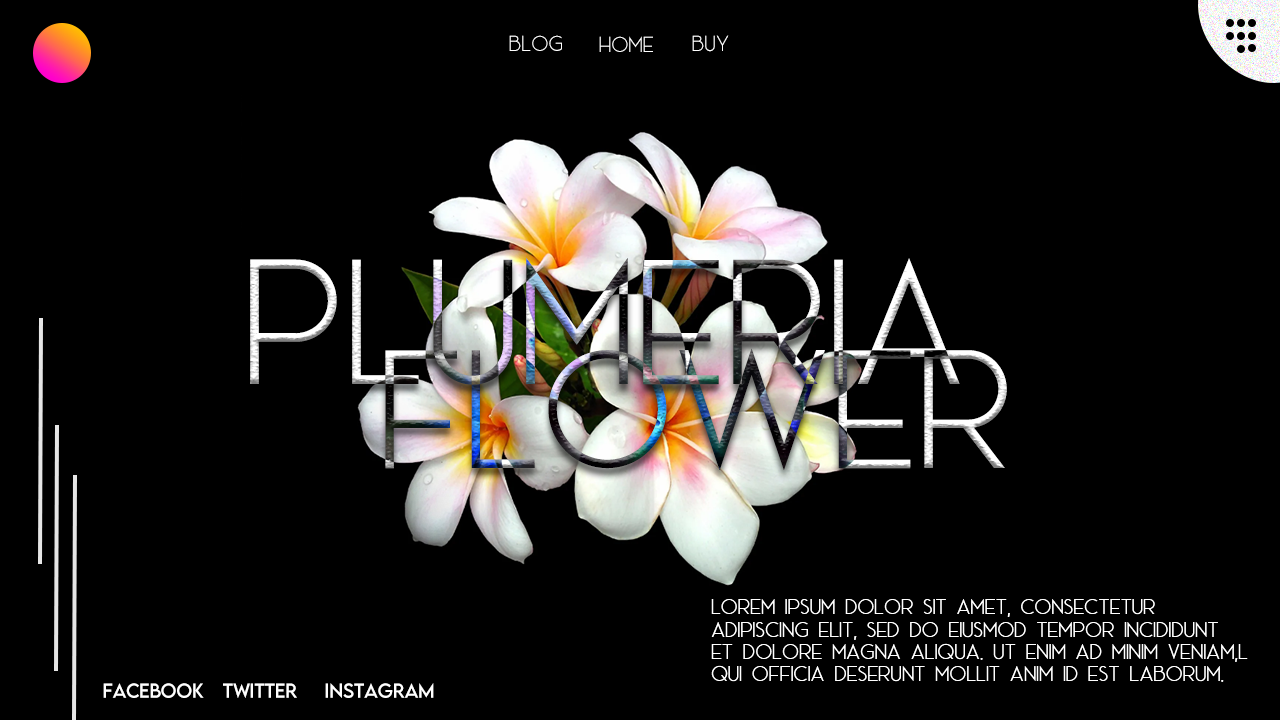 BLOG HOME BUY
PLUMERIA
FLOWER
LOREM IPSUM DOLOR SIT AMET, CONSECTETUR
ADIPISCING ELIT, SED DO EIUSMOD TEMPOR INCIDIDUNT
ET DOLORE MAGNA ALIQUA. UT ENIM AD MINIM VENIAM,L
QUI OFFICIA DESERUNT MOLLIT ANIM ID EST LABORUM.
FACEBOOK TWITTER INSTAGRAM